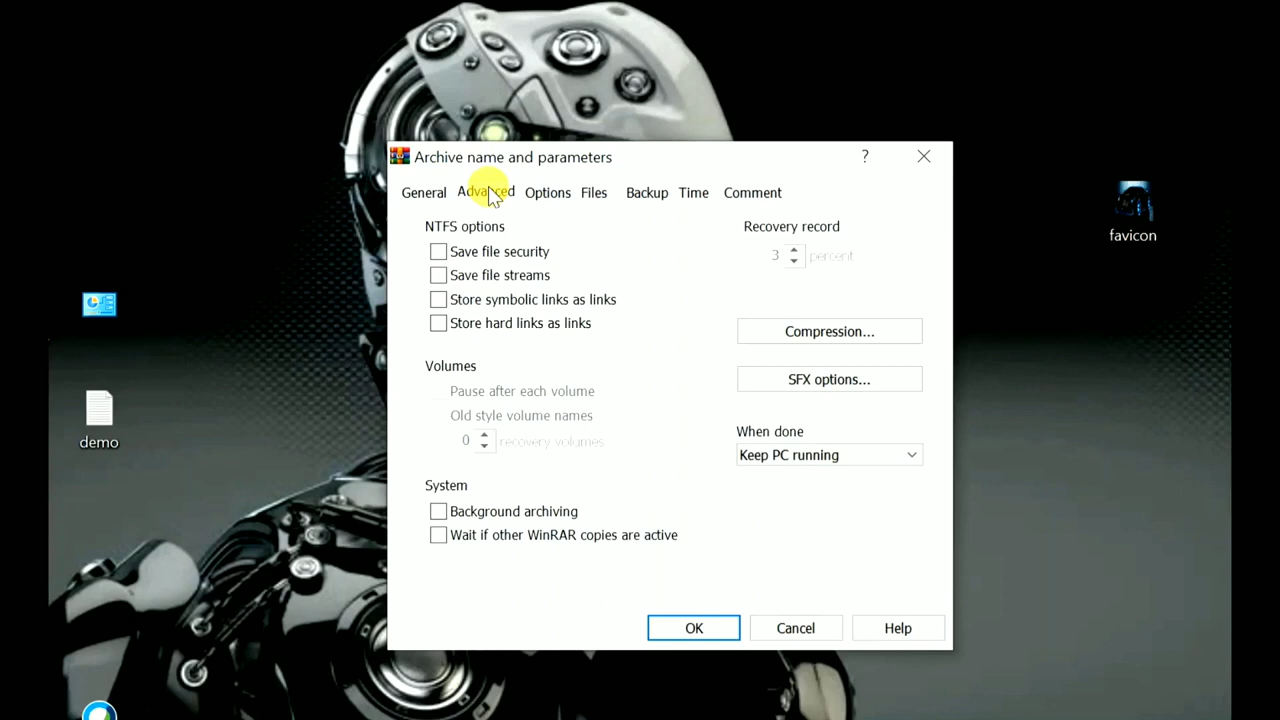 Archive name and parameters
?
General Advanced Options Files Backup Time Comment
NTFS options
Save file security
Save file streams
Store symbolic links as links
Store hard links as links
Volumes
Pause after each volume
Old style volume names
0 recovery volumes
System
Background archiving
Wait if other WinRAR copies are active
Recovery record
3 percent
Compression...
SFX options...
When done
Keep PC running
OK Cancel Help
demo
favicon